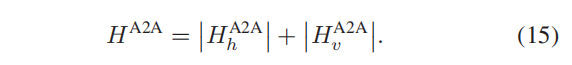 H^{A2A} = |H_h^{A2A}| + |H_v^{A2A}|. (15)